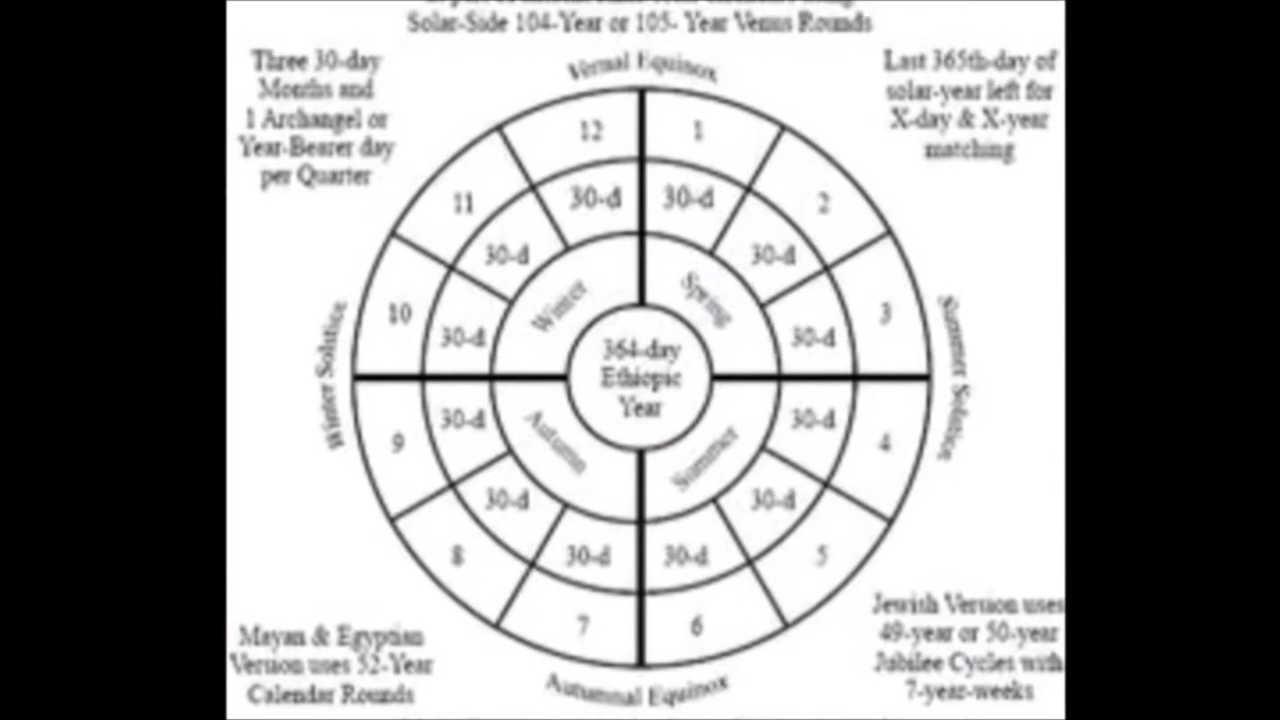 Solar-Side 104-Year or 105- Year Venus Rounds
Three 30-day
Months and
1 Archangel or
Year-Bearer day
per Quarter
Last 365th-day of
solar-year left for
X-day & X-year
matching
Vernal Equinox
12
1
11
30-d
30-d
2
30-d
30-d
10
Winter
Spring
3
30-d
30-d
Winter Solstice
364-day
Ethiopic
Year
Summer Solstice
9
30-d
30-d
4
Autumn
Summer
30-d
30-d
8
30-d
30-d
5
7
6
Autumnal Equinox
Mayan & Egyptian
Version uses 52-Year
Calendar Rounds
Jewish Version uses
49-year or 50-year
Jubilee Cycles with
7-year-weeks